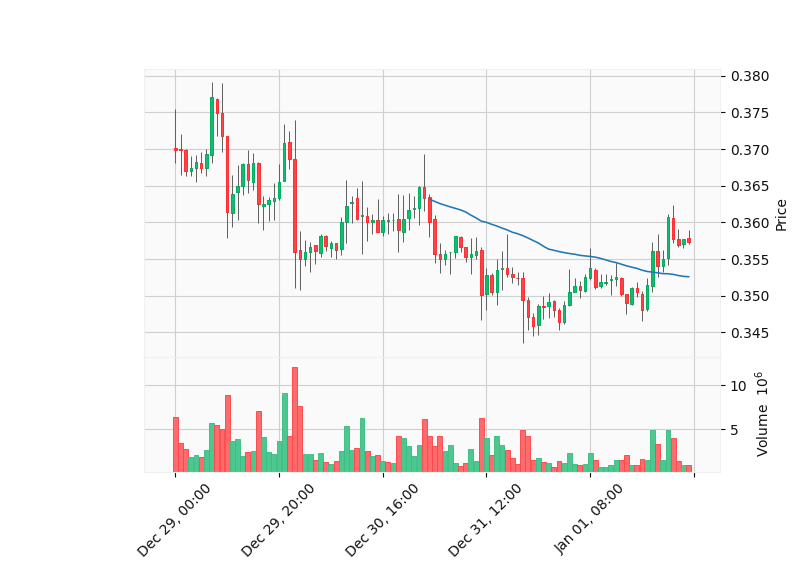 0.380
0.375
0.370
0.365
0.360
0.355
0.350
0.345
Price
10
5
Volume 10^6
Dec 29, 00:00
Dec 29, 20:00
Dec 30, 16:00
Dec 31, 12:00
Jan 01, 08:00